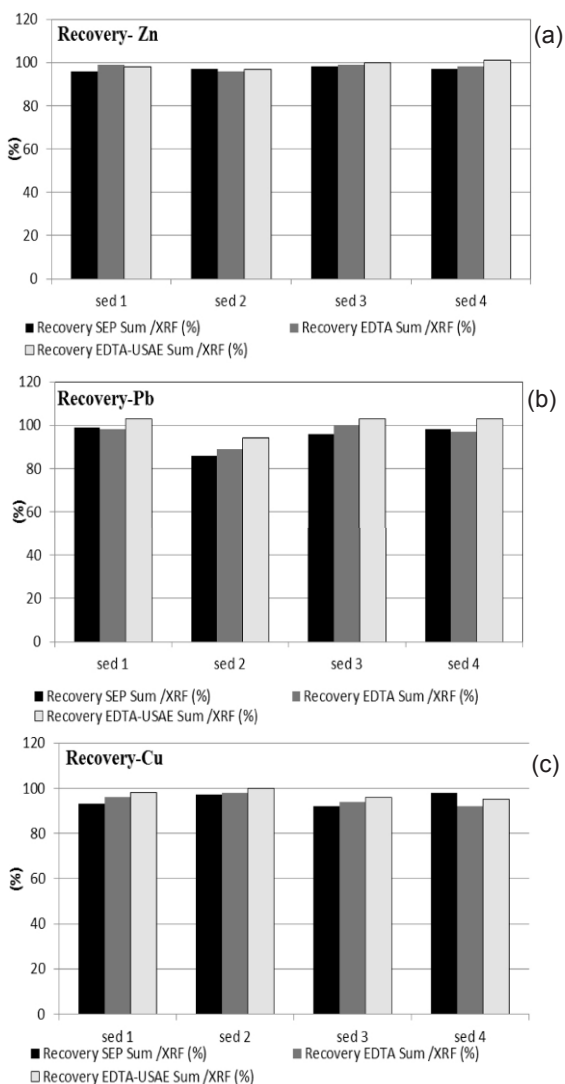 120
Recovery- Zn
(a)
100
80
(%)
60
40
20
0
sed 1
sed 2
sed 3
sed 4
Recovery SEP Sum /XRF (%)
Recovery EDTA Sum /XRF (%)
Recovery EDTA-USAE Sum /XRF (%)
120
Recovery-Pb
(b)
100
80
(%)
60
40
20
0
sed 1
sed 2
sed 3
sed 4
Recovery SEP Sum /XRF (%)
Recovery EDTA Sum /XRF (%)
Recovery EDTA-USAE Sum /XRF (%)
120
Recovery-Cu
(c)
100
80
(%)
60
40
20
0
sed 1
sed 2
sed 3
sed 4
Recovery SEP Sum /XRF (%)
Recovery EDTA Sum /XRF (%)
Recovery EDTA-USAE Sum /XRF (%)